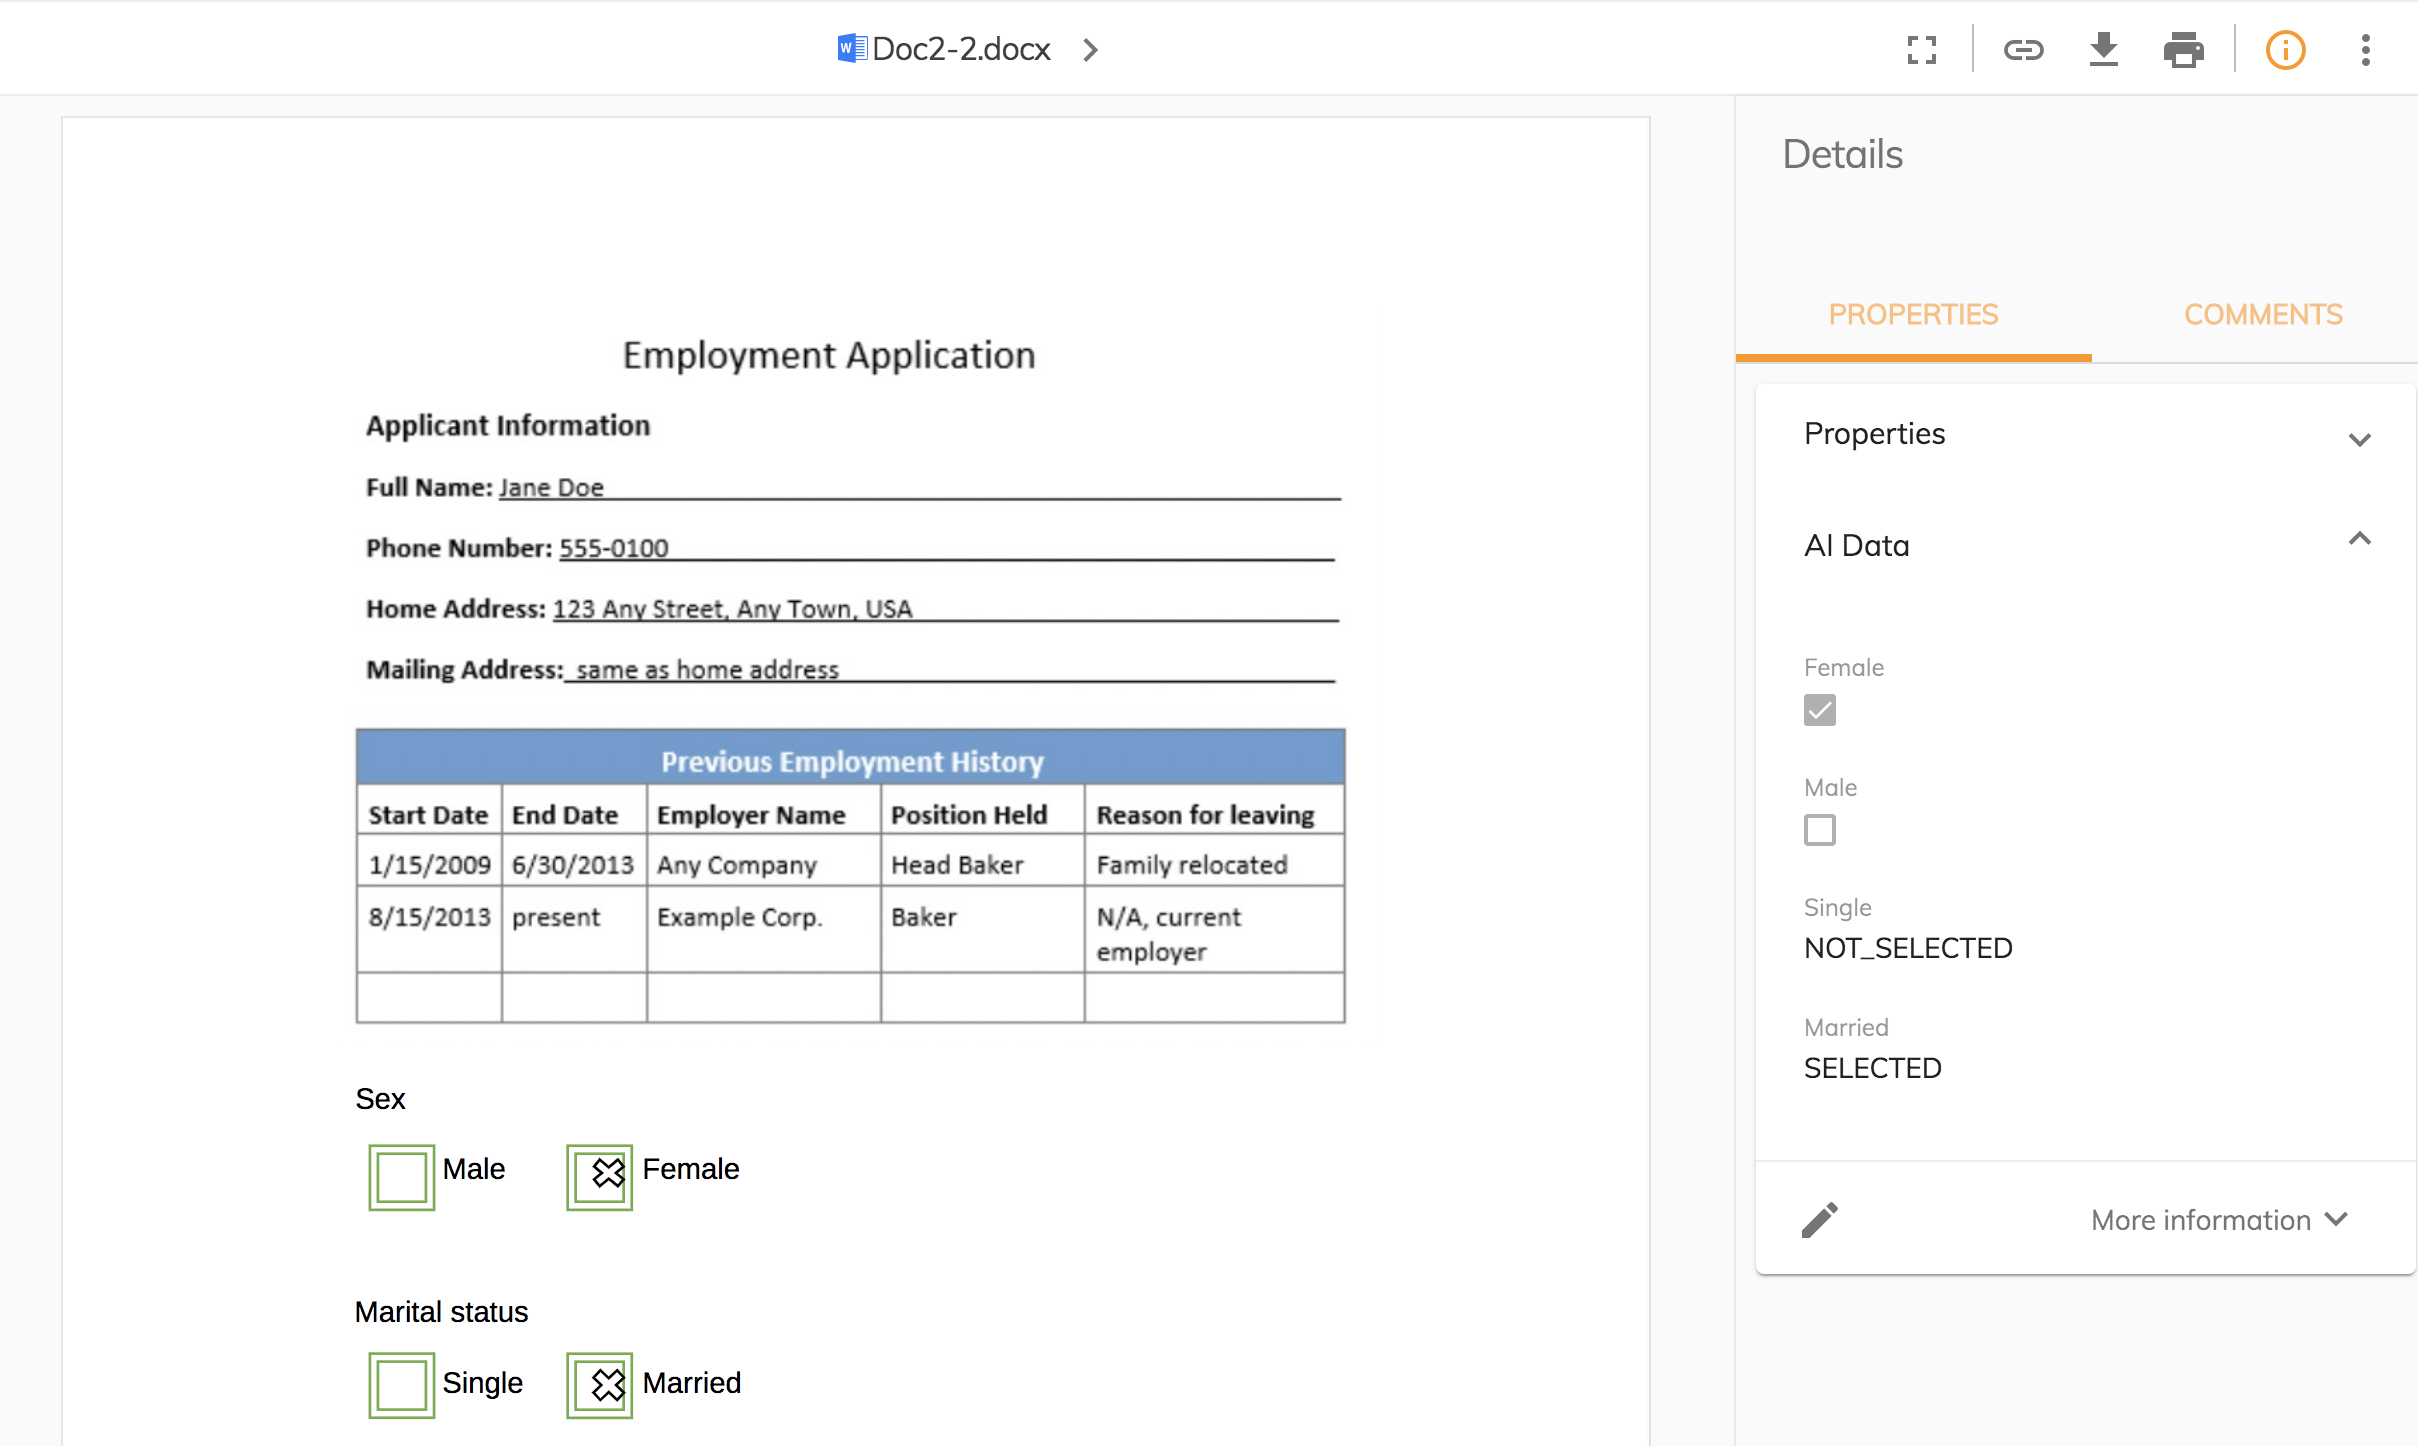 Doc2-2.docx
Details
PROPERTIES COMMENTS
Employment Application
Applicant Information
Full Name: Jane Doe
Phone Number: 555-0100
Home Address: 123 Any Street, Any Town, USA
Mailing Address: same as home address
Previous Employment History
Start Date End Date Employer Name Position Held Reason for leaving
1/15/2009 6/30/2013 Any Company Head Baker Family relocated
8/15/2013 present Example Corp. Baker N/A, current
employer
Sex
Male Female
Marital status
Single Married
Properties
AI Data
Female
Male
Single
NOT_SELECTED
Married
SELECTED
More information